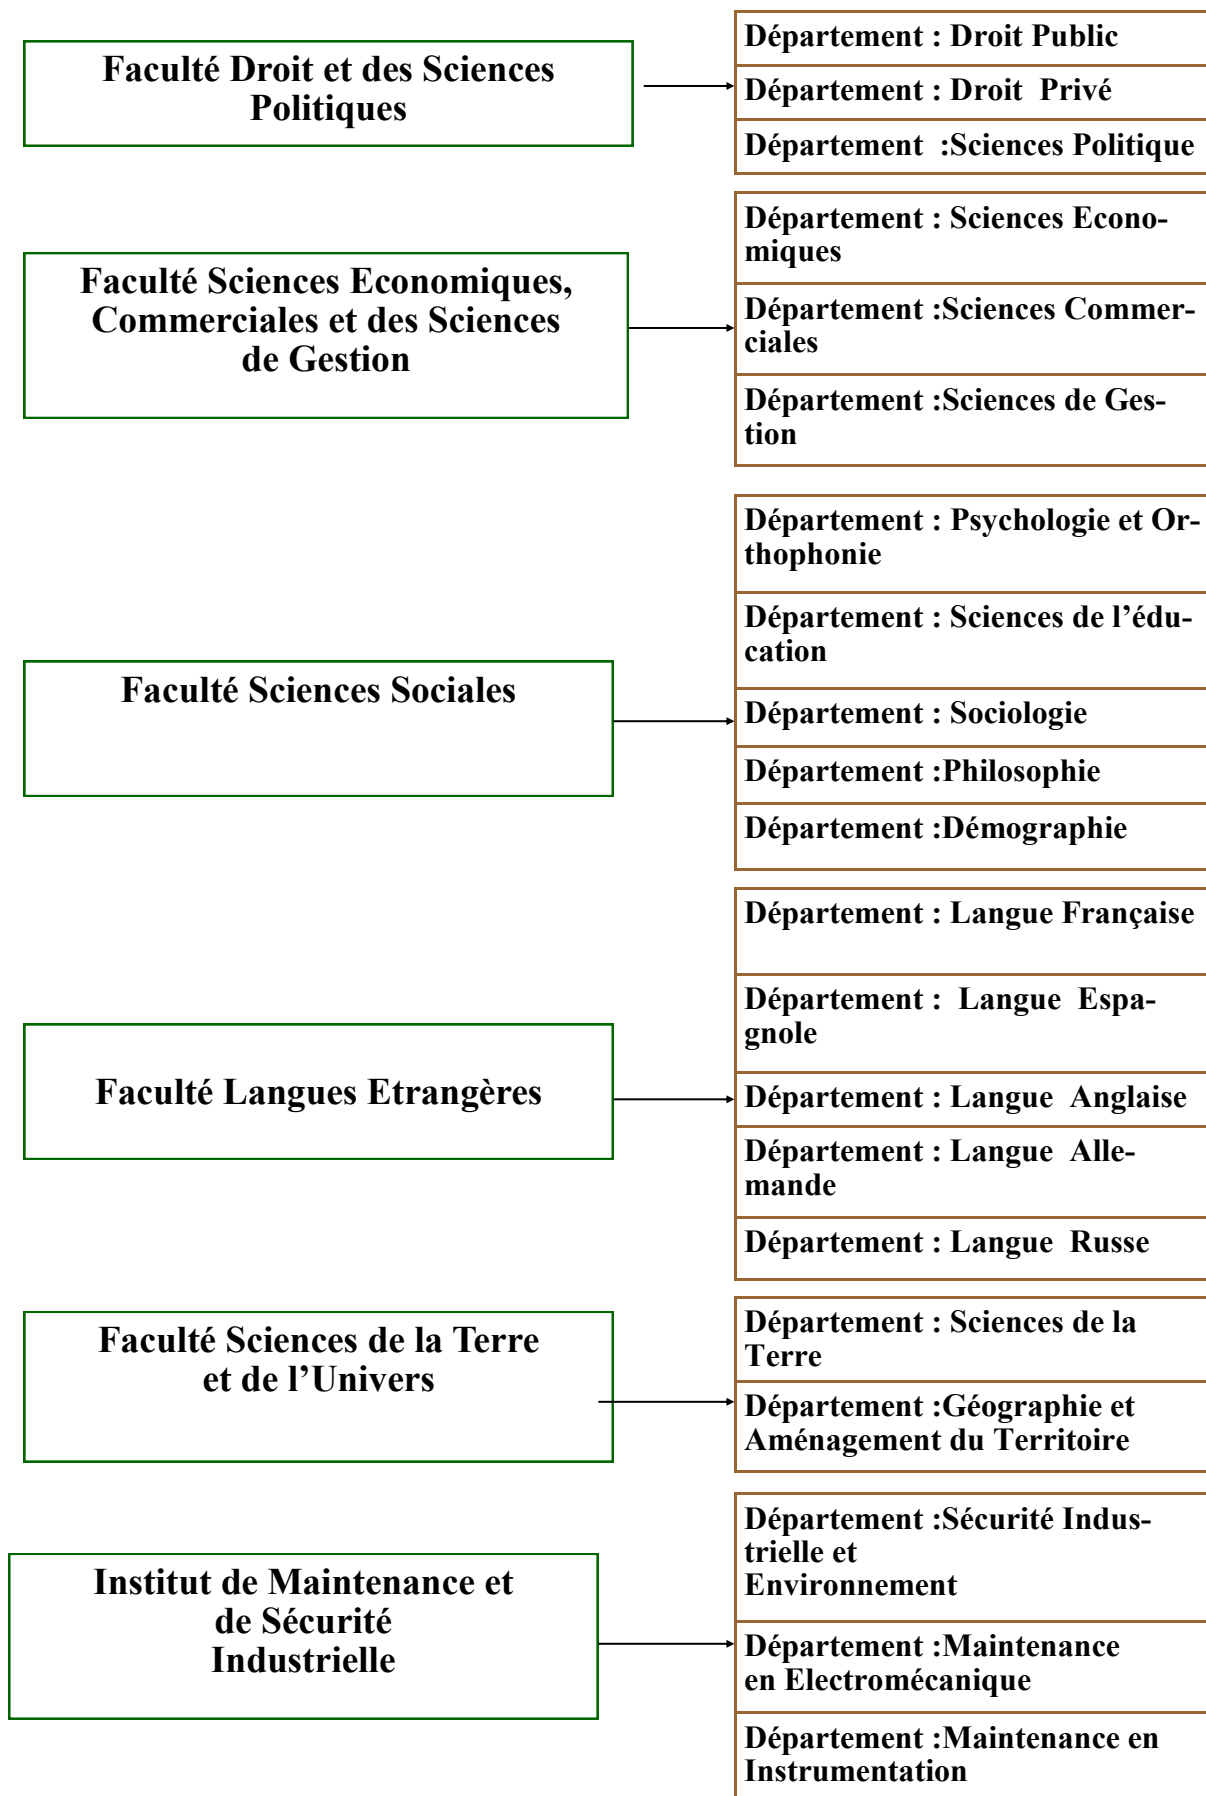 Faculté Droit et des Sciences
Politiques
Département : Droit Public
Département : Droit  Privé
Département  :Sciences Politique
Faculté Sciences Economiques,
Commerciales et des Sciences
de Gestion
Département : Sciences Econo-
miques
Département :Sciences Commer-
ciales
Département :Sciences de Ges-
tion
Faculté Sciences Sociales
Département : Psychologie et Or-
thophonie
Département : Sciences de l’édu-
cation
Département : Sociologie
Département :Philosophie
Département :Démographie
Faculté Langues Etrangères
Département : Langue Française
Département :  Langue  Espa-
gnole
Département : Langue  Anglaise
Département : Langue  Alle-
mande
Département : Langue  Russe
Faculté Sciences de la Terre
et de l’Univers
Département : Sciences de la
Terre
Département :Géographie et
Aménagement du Territoire
Institut de Maintenance et
de Sécurité
Industrielle
Département :Sécurité Indus-
trielle et
Environnement
Département :Maintenance
en Electromécanique
Département :Maintenance en
Instrumentation